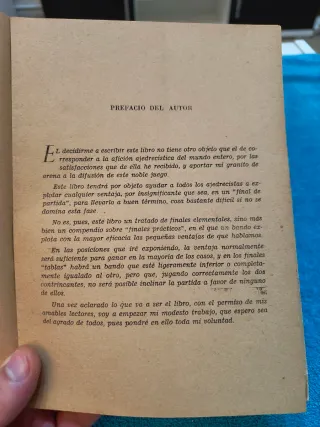 PREFACIO DEL AUTOR
EL decidirme a escribir este libro no tiene otro objeto que el de co-
rresponder a la afición ajedrecística del mundo entero, por las
satisfacciones que de ella he recibido, y aportar mi granito de
arena a la difusión de este noble juego.
Este libro tendrá por objeto ayudar a todos los ajedrecistas a ex-
plotar cualquier ventaja, por insignificante que sea, en un "final de
partida", para llevarlo a buen término, cosa bastante difícil si no se
domina esta fase
No es, pues, este libro un tratado de finales elementales, sino más
bien un compendio sobre "finales prácticos", en el que un bando ex-
plota con la mayor eficacia las pequeñas ventajas de que hablamos.
En las posiciones que iré exponiendo, la ventaja normalmente
será suficiente para ganar en la mayoría de los casos, y en los finales
"tablas" habrá un bando que esté ligeramente inferior o completa-
mente igualado al otro, pero que, jugando correctamente los dos
contrincantes, no será posible inclinar la partida a favor de ninguno
de ellos.
Una vez aclarado lo que va a ser el libro, con el permiso de mis
amables lectores, voy a empezar mi modesto trabajo, que espero sea
del agrado de todos, pues pondré en ello toda mi voluntad.